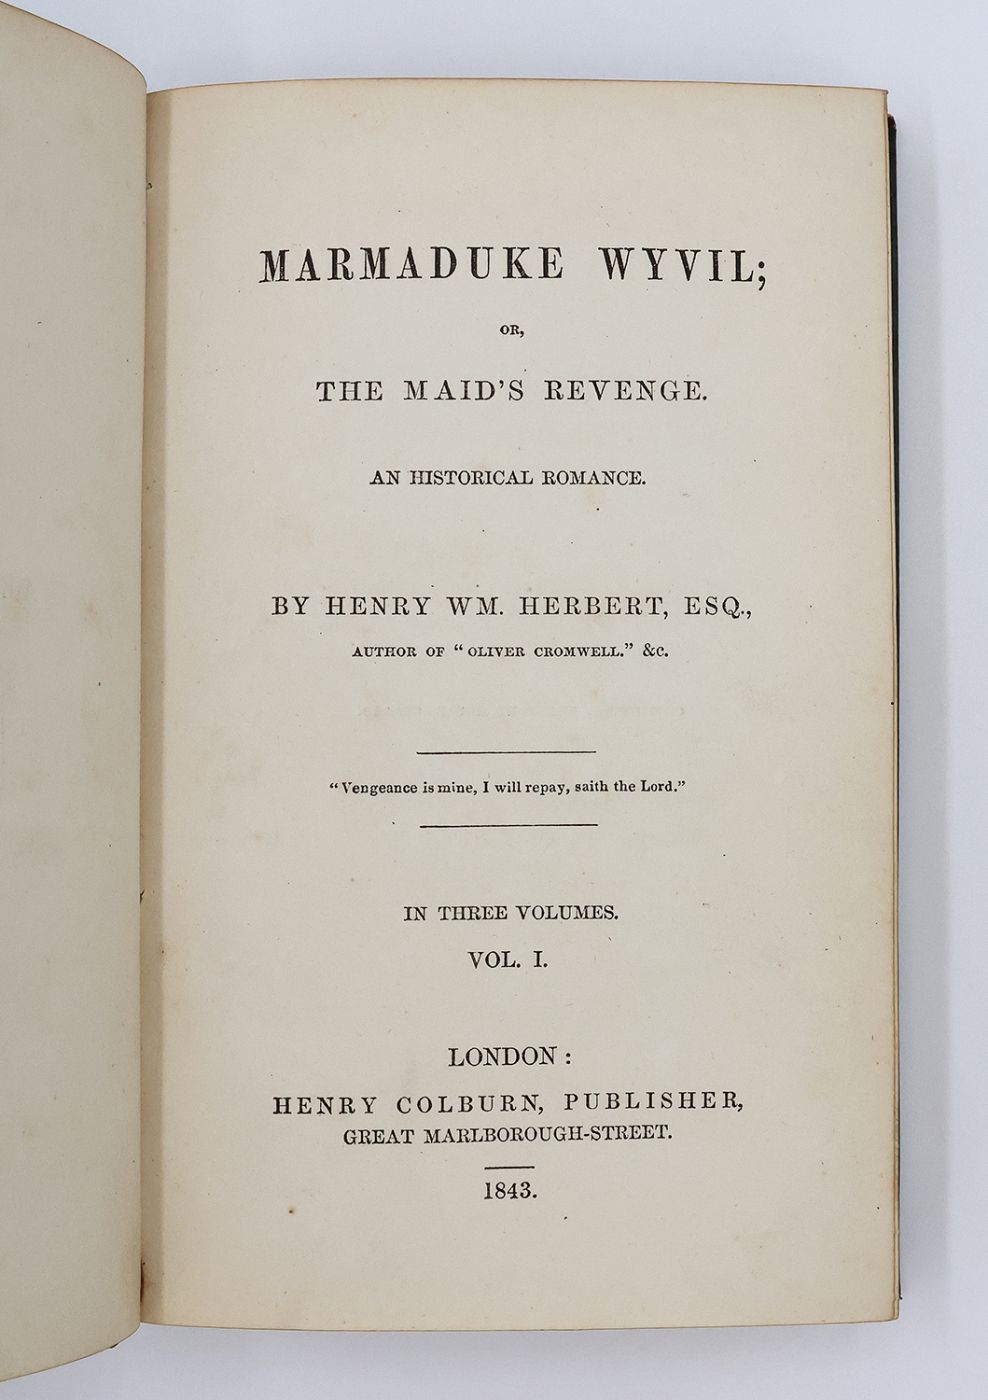 MARMADUKE WYVIL;
OR,
THE MAID'S REVENGE.
AN HISTORICAL ROMANCE.
BY HENRY WM. HERBERT, ESQ.,
AUTHOR OF "OLIVER CROMWELL." &C.
"Vengeance is mine, I will repay, saith the Lord."
IN THREE VOLUMES.
VOL. I.
LONDON:
HENRY COLBURN, PUBLISHER,
GREAT MARLBOROUGH-STREET.
1843.